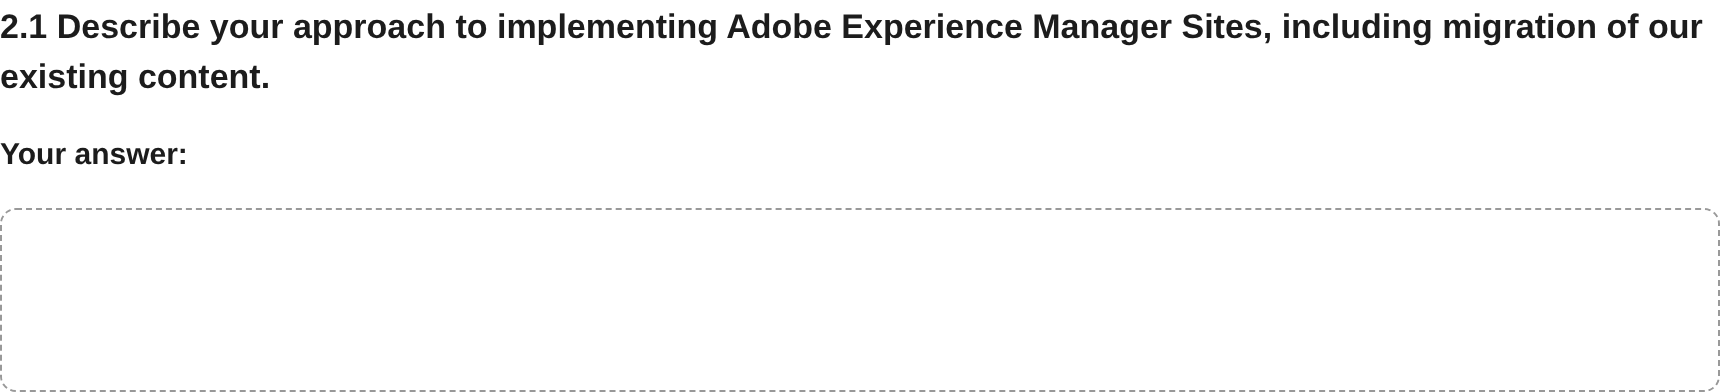 2.1 Describe your approach to implementing Adobe Experience Manager Sites, including migration of our
existing content.
Your answer: